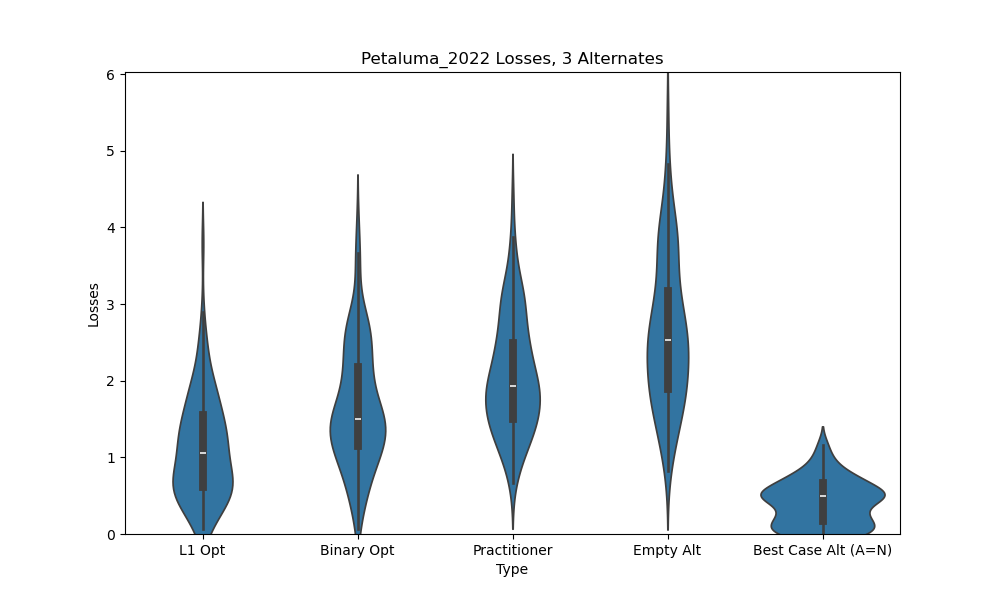 Petaluma_2022 Losses, 3 Alternates
6
5
4
3
2
1
0
Losses
L1 Opt
Binary Opt
Practitioner
Empty Alt
Best Case Alt (A=N)
Type